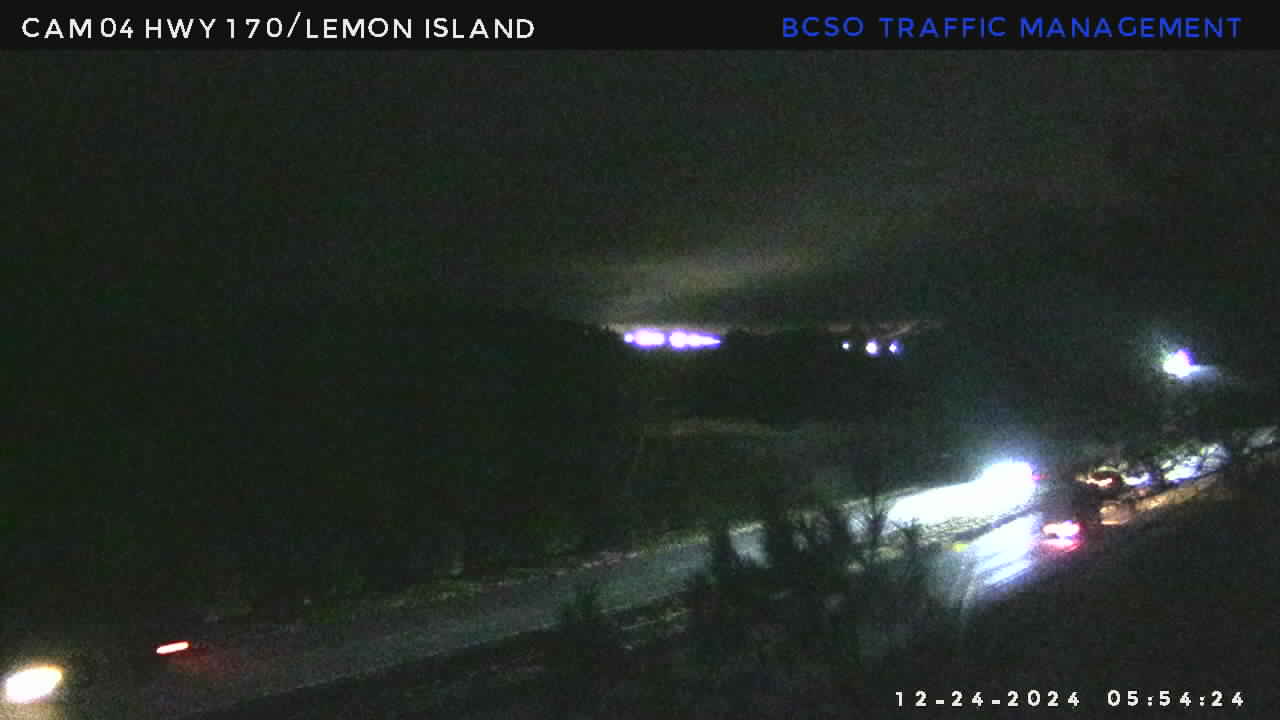 CAM04 HWY 170/LEMON ISLAND
BCSO TRAFFIC MANAGEMENT
12-24-2024 05:54:24